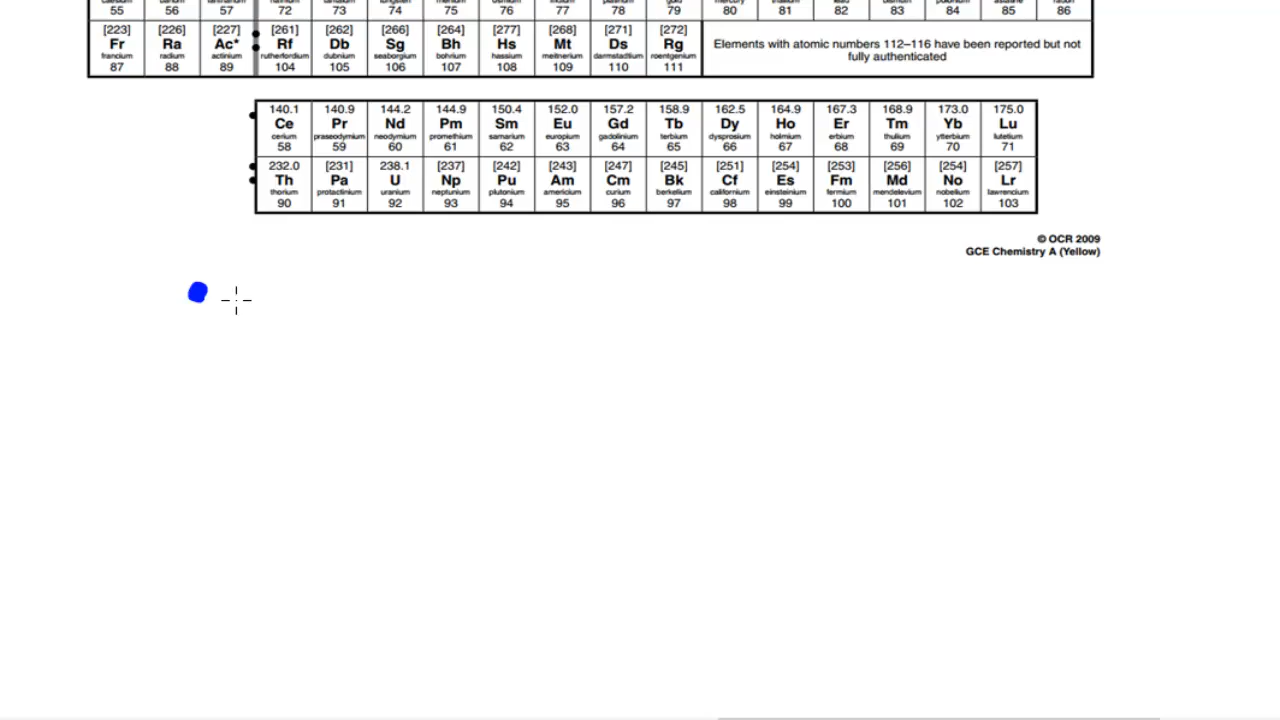 55 56 57 72 73 74 75 76 77 78 79 80 81 82 83 84 85 86
[223] [226] [227] [261] [262] [266] [264] [277] [268] [271] [272]
Fr Ra Ac* Rf Db Sg Bh Hs Mt Ds Rg
francium radium actinium rutherfordium dubnium seaborgium bohrium hassium meitnerium darmstadtium roentgenium
87 88 89 104 105 106 107 108 109 110 111
Elements with atomic numbers 112–116 have been reported but not
fully authenticated
140.1 140.9 144.2 144.9 150.4 152.0 157.2 158.9 162.5 164.9 167.3 168.9 173.0 175.0
Ce Pr Nd Pm Sm Eu Gd Tb Dy Ho Er Tm Yb Lu
cerium praseodymium neodymium promethium samarium europium gadolinium terbium dysprosium holmium erbium thulium ytterbium lutetium
58 59 60 61 62 63 64 65 66 67 68 69 70 71
232.0 [231] 238.1 [237] [242] [243] [247] [245] [251] [254] [253] [256] [254] [257]
Th Pa U Np Pu Am Cm Bk Cf Es Fm Md No Lr
thorium protactinium uranium neptunium plutonium americium curium berkelium californium einsteinium fermium mendelevium nobelium lawrencium
90 91 92 93 94 95 96 97 98 99 100 101 102 103
© OCR 2009
GCE Chemistry A (Yellow)